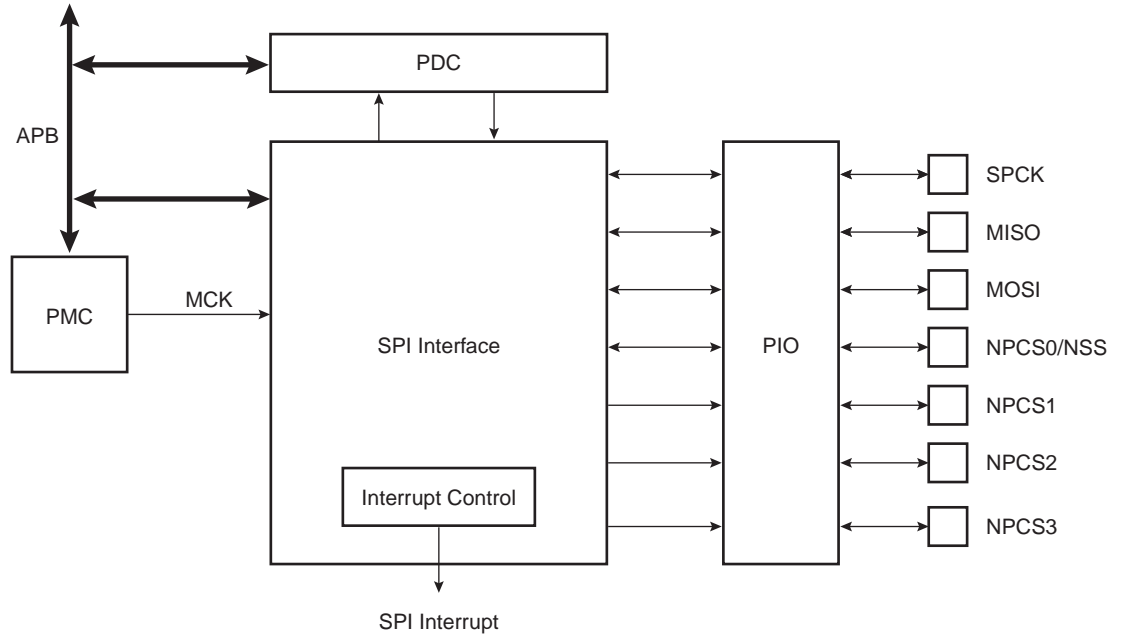 PDC
APB
SPCK
MISO
MCK
MOSI
PMC
SPI Interface
PIO
NPCS0/NSS
NPCS1
NPCS2
Interrupt Control
NPCS3
SPI Interrupt